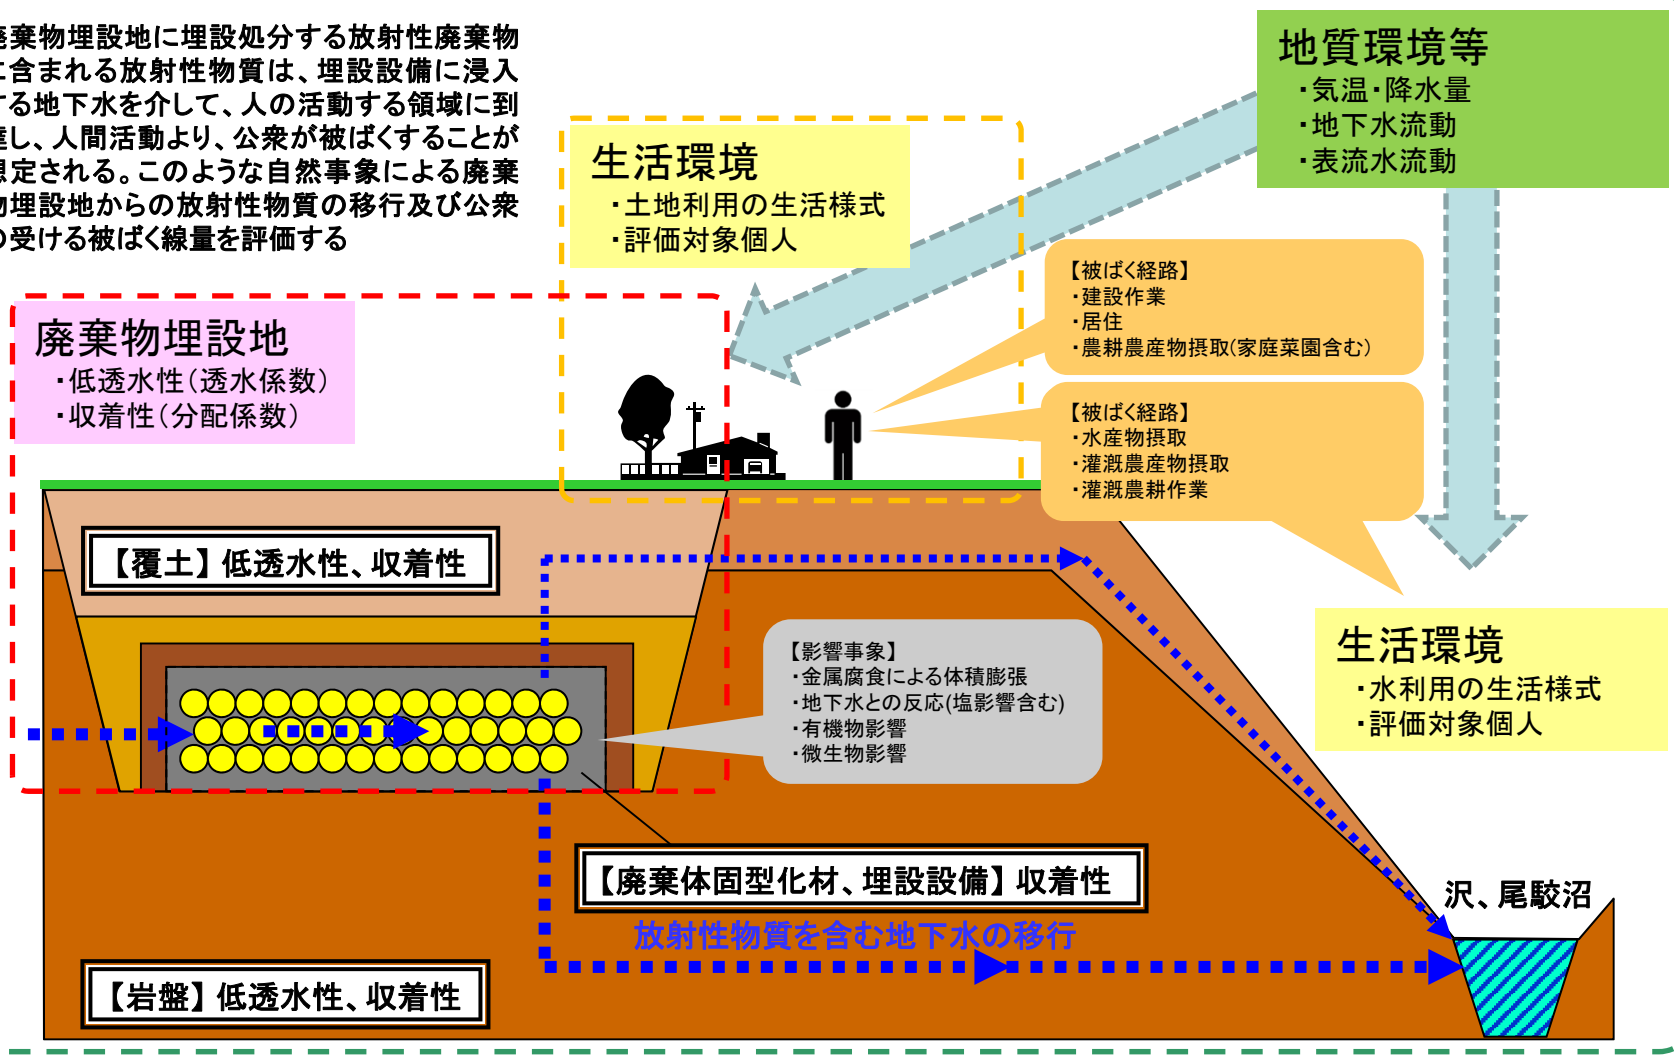 廃棄物埋設地に埋設処分する放射性廃棄物
に含まれる放射性物質は、埋設設備に浸入
する地下水を介して、人の活動する領域に到
達し、人間活動より、公衆が被ばくすることが
想定される。このような自然事象による廃棄
物埋設地からの放射性物質の移行及び公衆
の受ける被ばく線量を評価する
地質環境等
・気温・降水量
・地下水流動
・表流水流動
生活環境
・土地利用の生活様式
・評価対象個人
【被ばく経路】
・建設作業
・居住
・農耕農産物摂取(家庭菜園含む)
廃棄物埋設地
・低透水性(透水係数)
・収着性(分配係数)
【被ばく経路】
・水産物摂取
・灌漑農産物摂取
・灌漑農耕作業
【覆土】低透水性、収着性
【影響事象】
・金属腐食による体積膨張
・地下水との反応(塩影響含む)
・有機物影響
・微生物影響
生活環境
・水利用の生活様式
・評価対象個人
【廃棄体固型化材、埋設設備】収着性
沢、尾駮沼
放射性物質を含む地下水の移行
【岩盤】低透水性、収着性